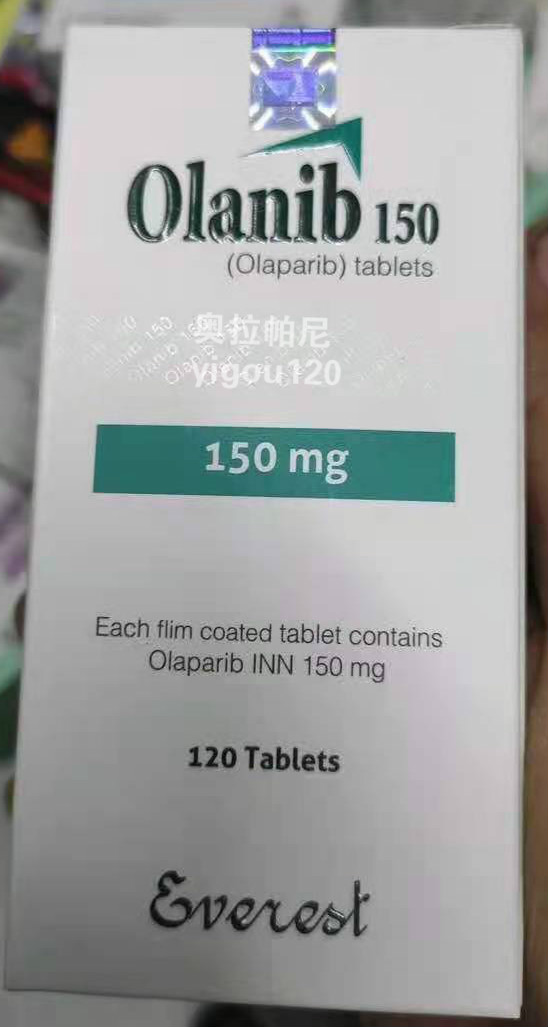 Olanib 150
(Olaparib) tablets
奥拉帕尼
yigou120
150 mg
Each flim coated tablet contains
Olaparib INN 150 mg
120 Tablets
Everest